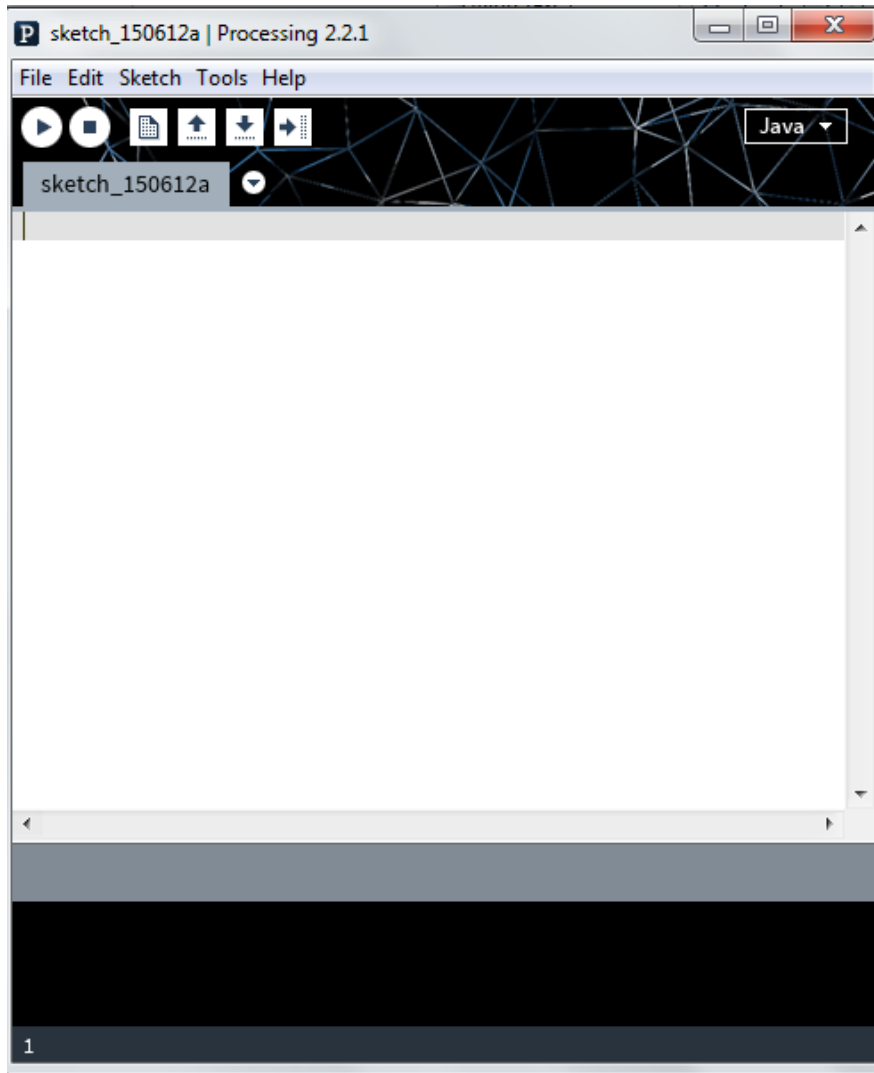 P sketch_150612a | Processing 2.2.1
File Edit Sketch Tools Help
Java
sketch_150612a
1